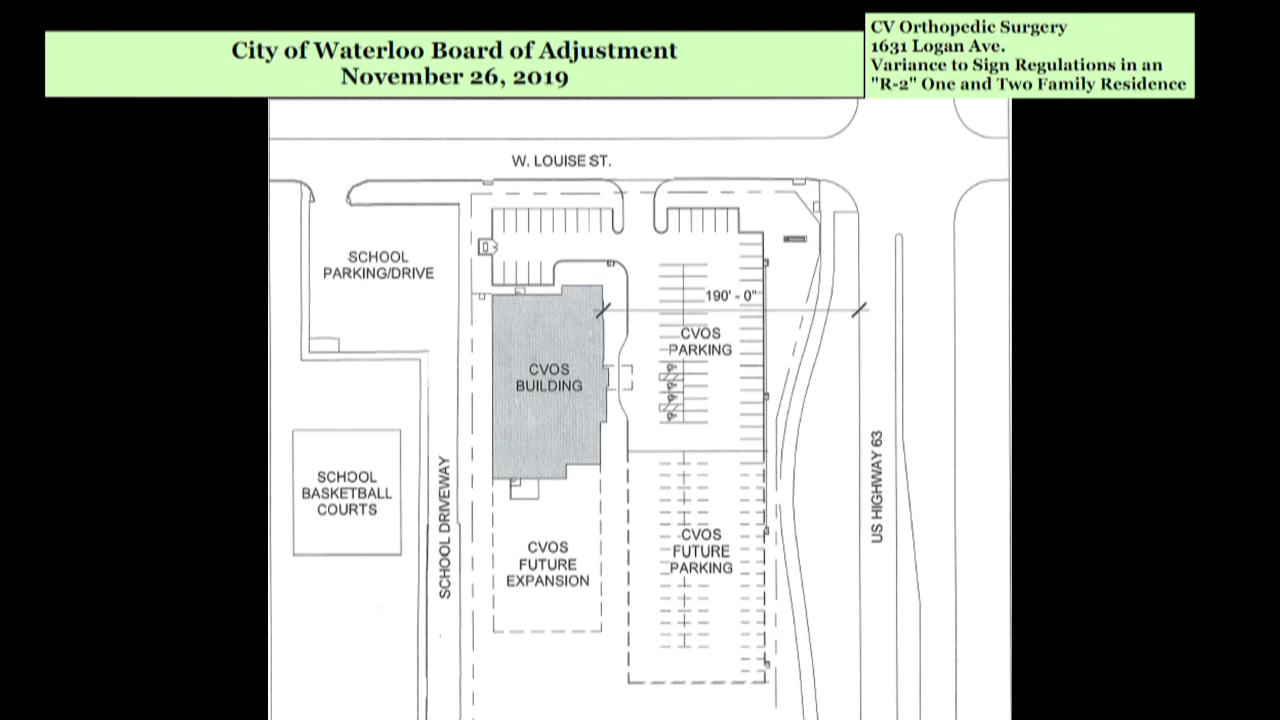 City of Waterloo Board of Adjustment
November 26, 2019
CV Orthopedic Surgery
1631 Logan Ave.
Variance to Sign Regulations in an
"R-2" One and Two Family Residence
W. LOUISE ST.
SCHOOL
PARKING/DRIVE
190' - 0"
CVOS
PARKING
CVOS
BUILDING
SCHOOL
BASKETBALL
COURTS
SCHOOL DRIVEWAY
US HIGHWAY 63
CVOS
FUTURE
EXPANSION
CVOS
FUTURE
PARKING